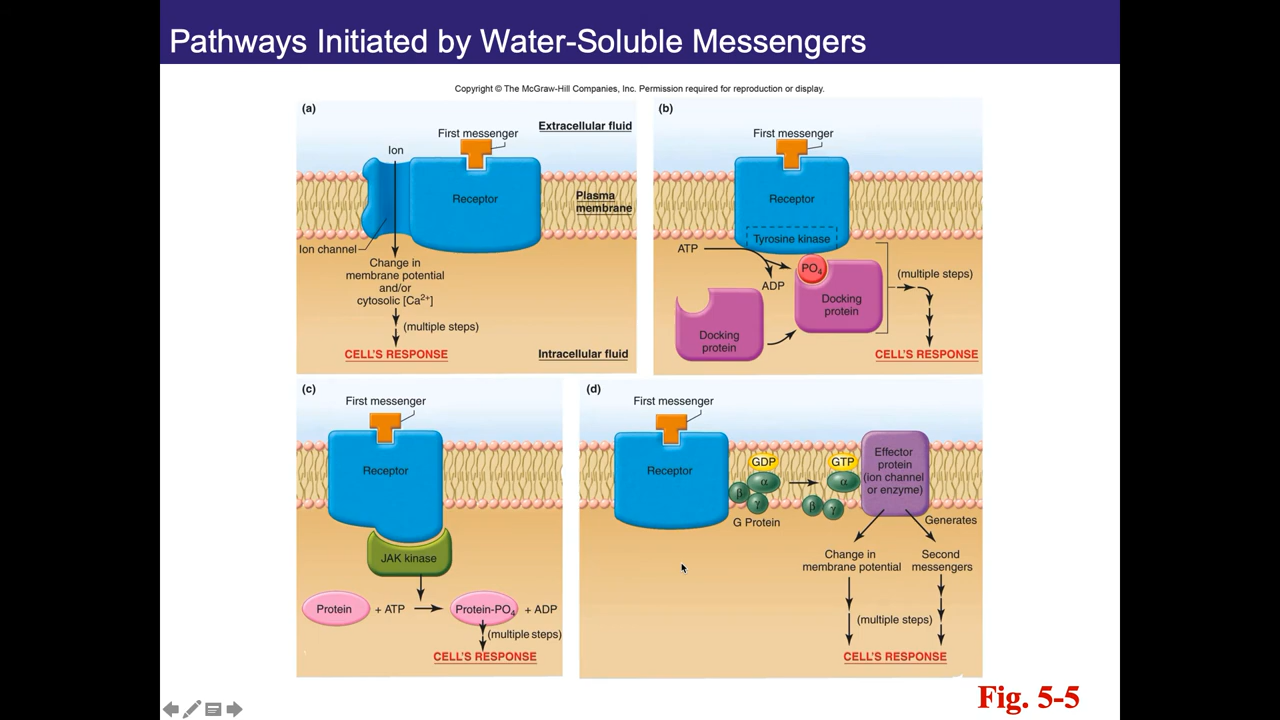 Pathways Initiated by Water-Soluble Messengers
Copyright © The McGraw-Hill Companies, Inc. Permission required for reproduction or display.
(a)
Extracellular fluid
First messenger
Ion
Receptor
Plasma
membrane
Ion channel
Change in
membrane potential
and/or
cytosolic [Ca2+]
(multiple steps)
CELL'S RESPONSE
Intracellular fluid
(b)
First messenger
Receptor
Tyrosine kinase
ATP
PO4
ADP
(multiple steps)
Docking
protein
Docking
protein
CELL'S RESPONSE
(c)
First messenger
Receptor
JAK kinase
Protein + ATP Protein-PO4 + ADP
(multiple steps)
CELL'S RESPONSE
(d)
First messenger
Receptor
GDP
α
β
γ
G Protein
GTP
α
β
γ
Effector
protein
(ion channel
or enzyme)
Generates
Change in
membrane potential
Second
messengers
(multiple steps)
CELL'S RESPONSE
Fig. 5-5